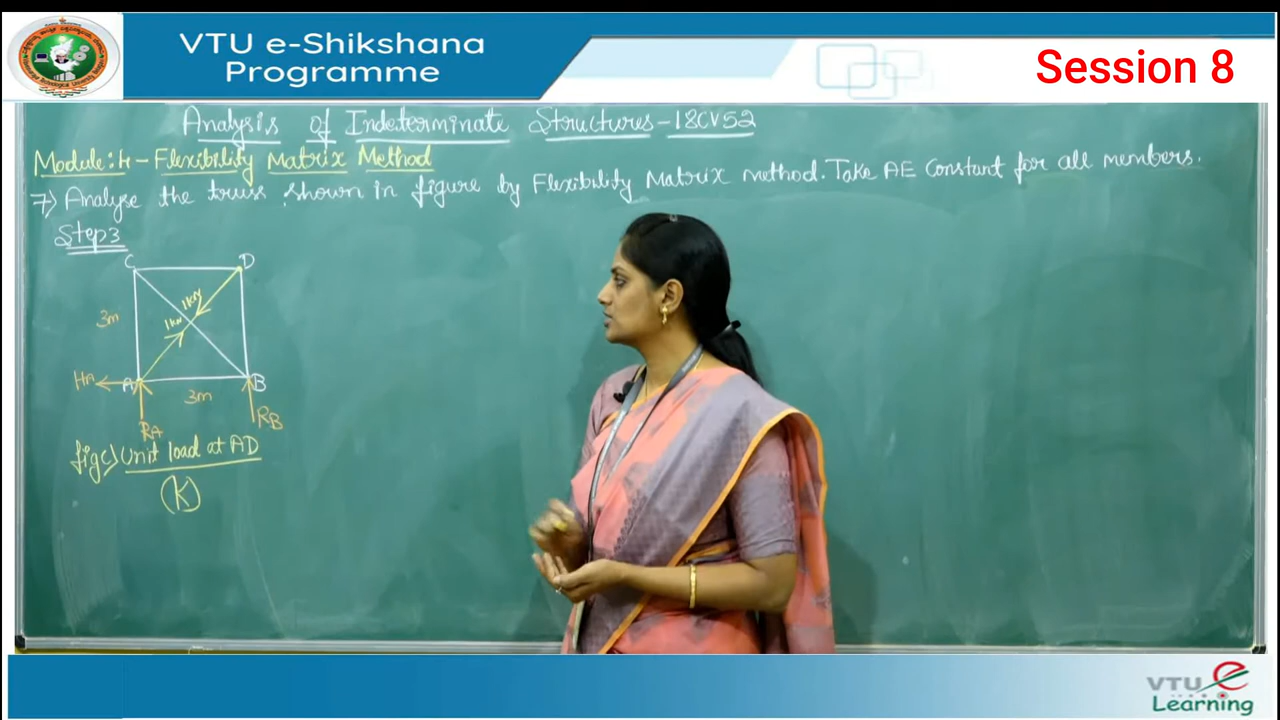 VTU e-Shikshana
Programme
Session 8
Analysis of Indeterminate Structures-18CV52
Module:4-Flexibility Matrix Method
7) Analyse the truss shown in figure by Flexibility Matrix method. Take AE Constant for all members.
Step3
C D
1kN
1kN
3m
HA A B
3m
RA RB
fig c) Unit load at AD
(K)
VTU e
Learning